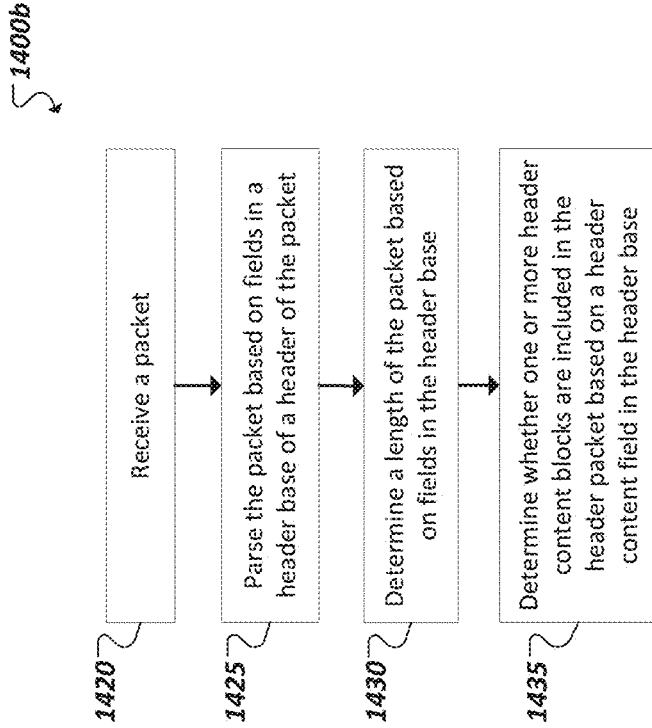 1400b
1420
Receive a packet
1425
Parse the packet based on fields in a
header base of a header of the packet
1430
Determine a length of the packet based
on fields in the header base
1435
Determine whether one or more header
content blocks are included in the
header packet based on a header
content field in the header base